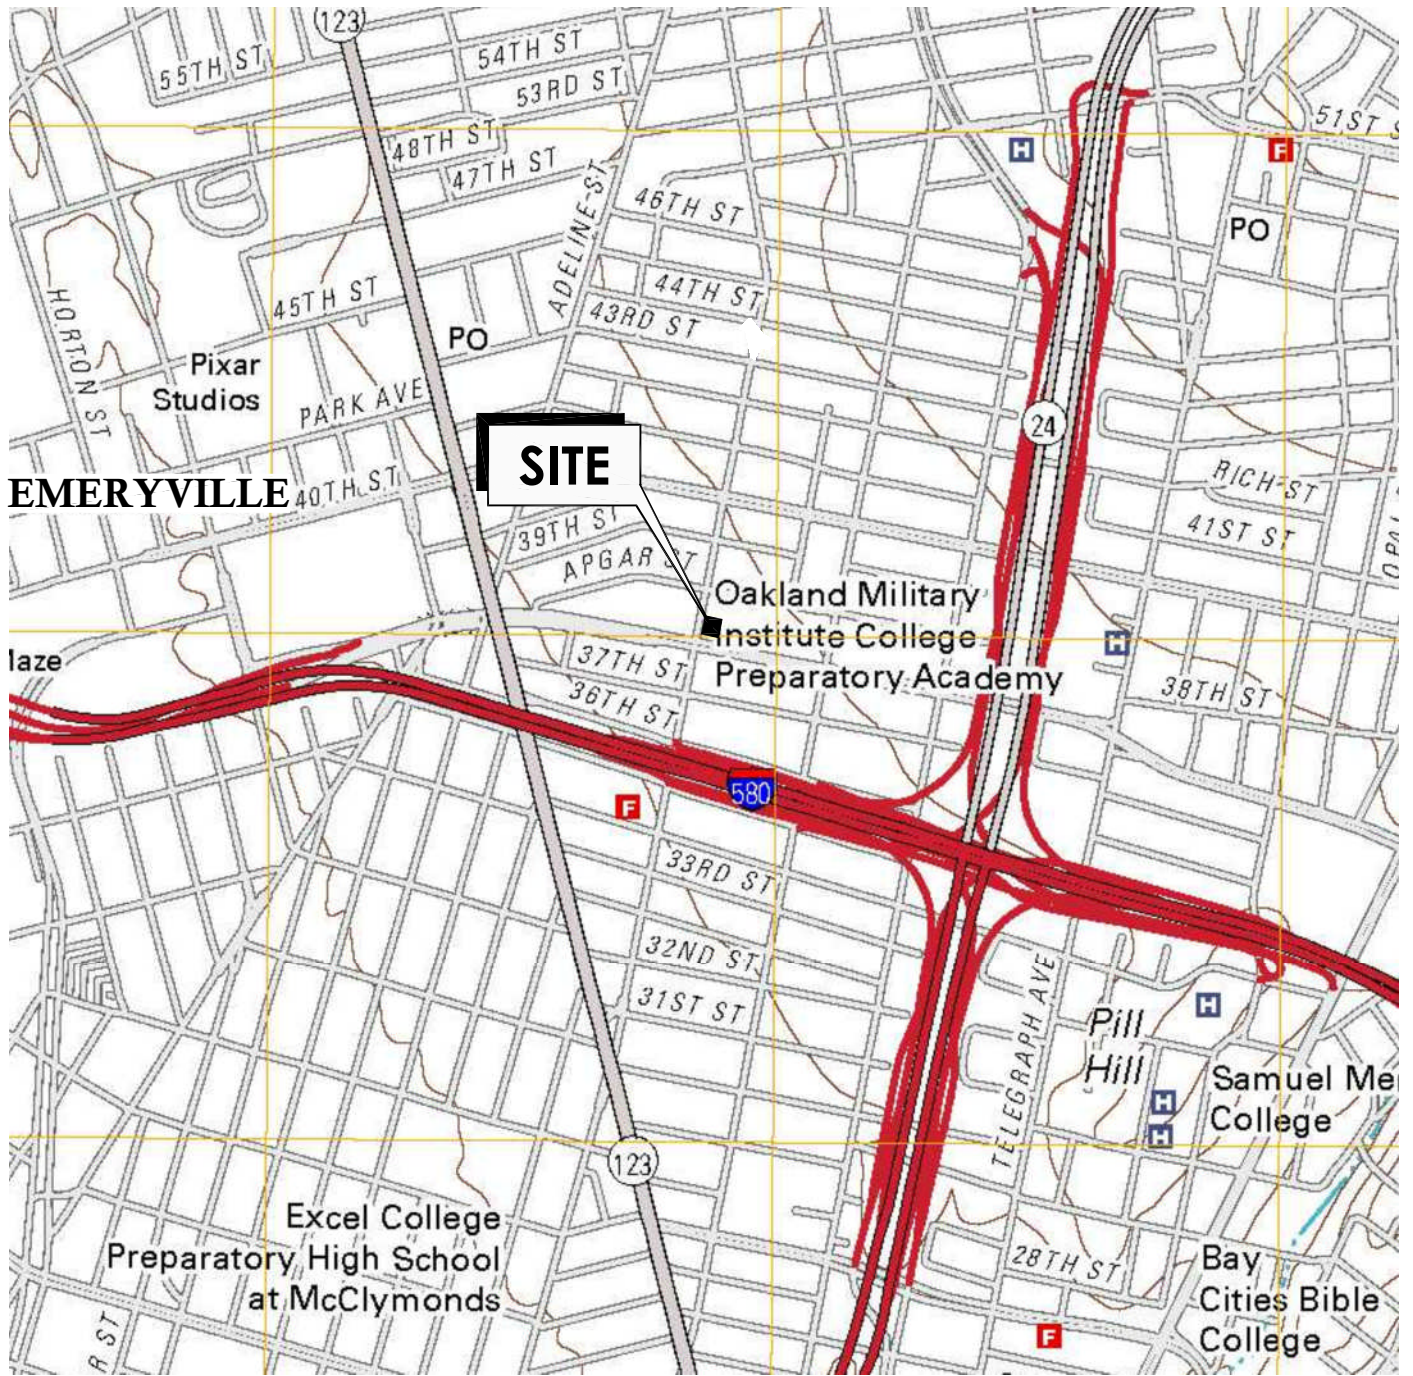 123
54TH ST
55TH ST
53RD ST
51ST S
48TH ST
H
F
47TH ST
ADELINE ST
46TH ST
PO
44TH ST
45TH ST
HORTON ST
43RD ST
PO
Pixar
Studios
PARK AVE
24
SITE
EMERYVILLE
40TH ST
RICH ST
39TH ST
41ST ST
OPAL
APGAR ST
Oakland Military
Institute College
Preparatory Academy
H
Maze
37TH ST
38TH ST
36TH ST
580
F
33RD ST
32ND ST
31ST ST
TELEGRAPH AVE
H
Pill
Hill
Samuel Me
College
H
H
123
Excel College
Preparatory High School
at McClymonds
28TH ST
Bay
Cities Bible
College
F
R ST